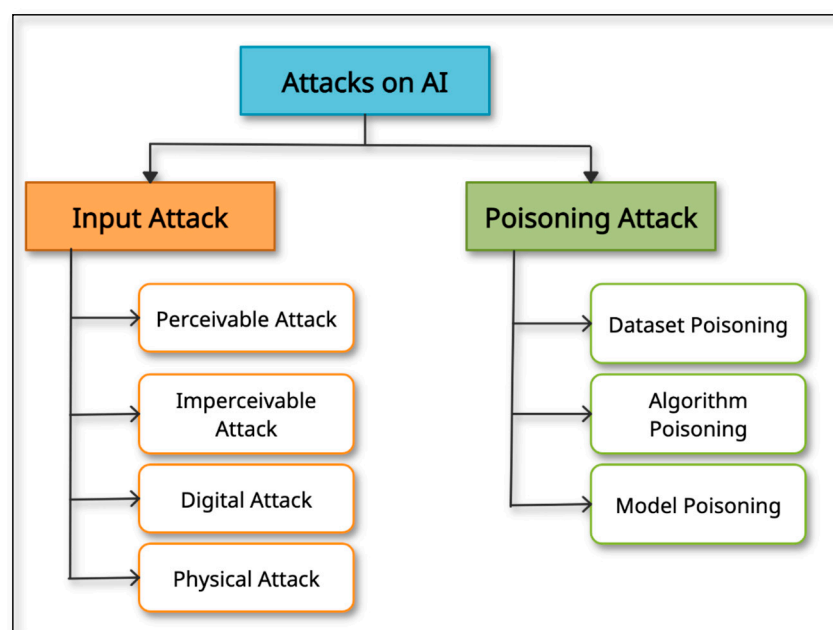 Attacks on AI
Input Attack
Perceivable Attack
Imperceivable
Attack
Digital Attack
Physical Attack
Poisoning Attack
Dataset Poisoning
Algorithm
Poisoning
Model Poisoning